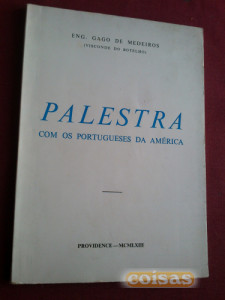 ENG. GAGO DE MEDEIROS
(VISCONDE DO BOTELHO)
PALESTRA
COM OS PORTUGUESES DA AMÉRICA
PROVIDENCE — MCMLXIII
coisas